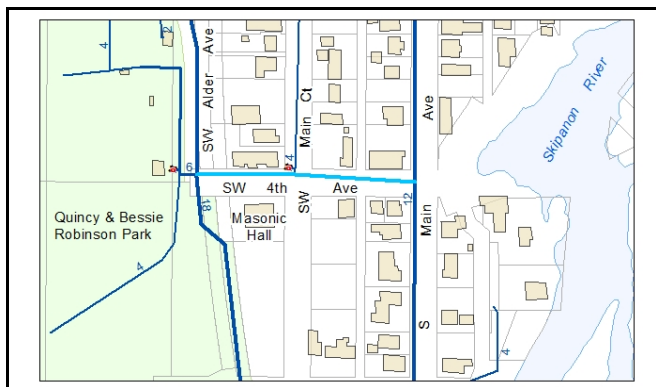 4
2
SW Alder Ave
Main Ct
Ave
Skipanon River
6
4
SW 4th Ave
Quincy & Bessie
Robinson Park
18
Masonic
Hall
SW
12
Main
4
S
4